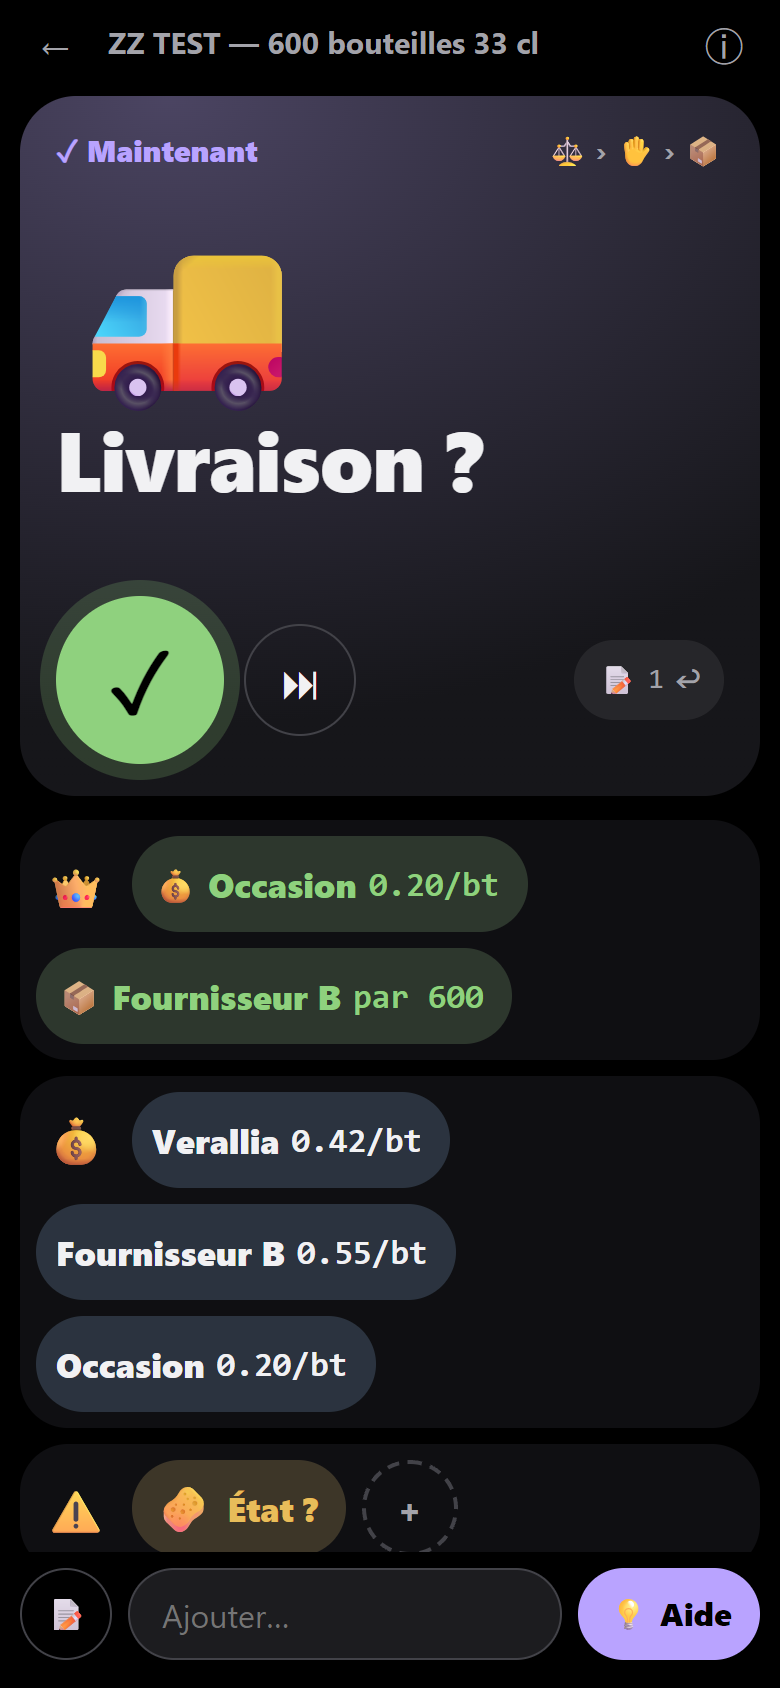 ← ZZ TEST — 600 bouteilles 33 cl ⓘ
✓ Maintenant ⚖️ › ✋ › 📦
Livraison ?
✓ ⏭ 📝 1 ↩
👑 💰 Occasion 0.20/bt
📦 Fournisseur B par 600
💰 Verallia 0.42/bt
Fournisseur B 0.55/bt
Occasion 0.20/bt
⚠️ 🧽 État ? +
📝 Ajouter... 💡 Aide